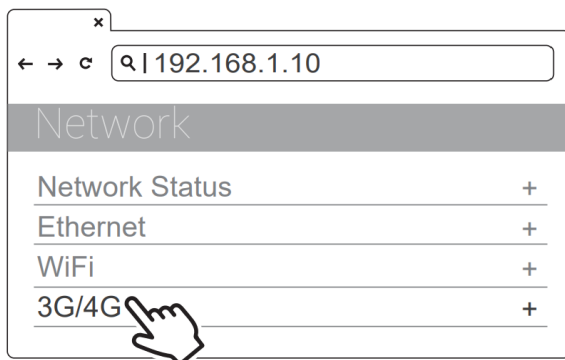 192.168.1.10
Network
Network Status +
Ethernet +
WiFi +
3G/4G +